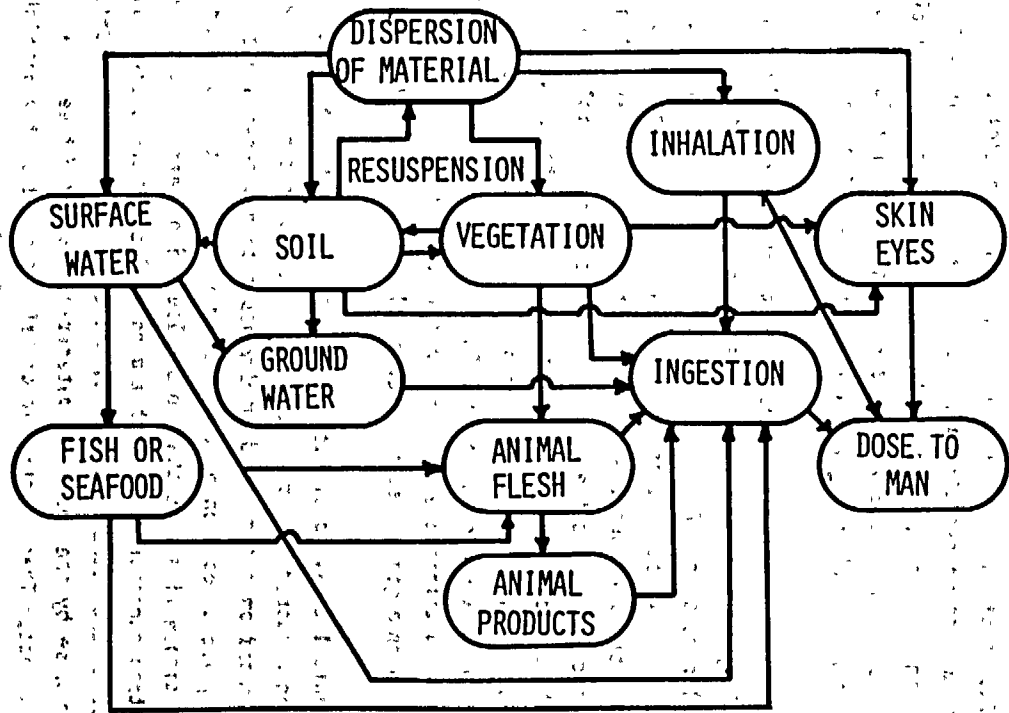 DISPERSION
OF MATERIAL
INHALATION
RESUSPENSION
SURFACE
WATER
SOIL
VEGETATION
SKIN
EYES
GROUND
WATER
INGESTION
FISH OR
SEAFOOD
ANIMAL
FLESH
DOSE TO
MAN
ANIMAL
PRODUCTS